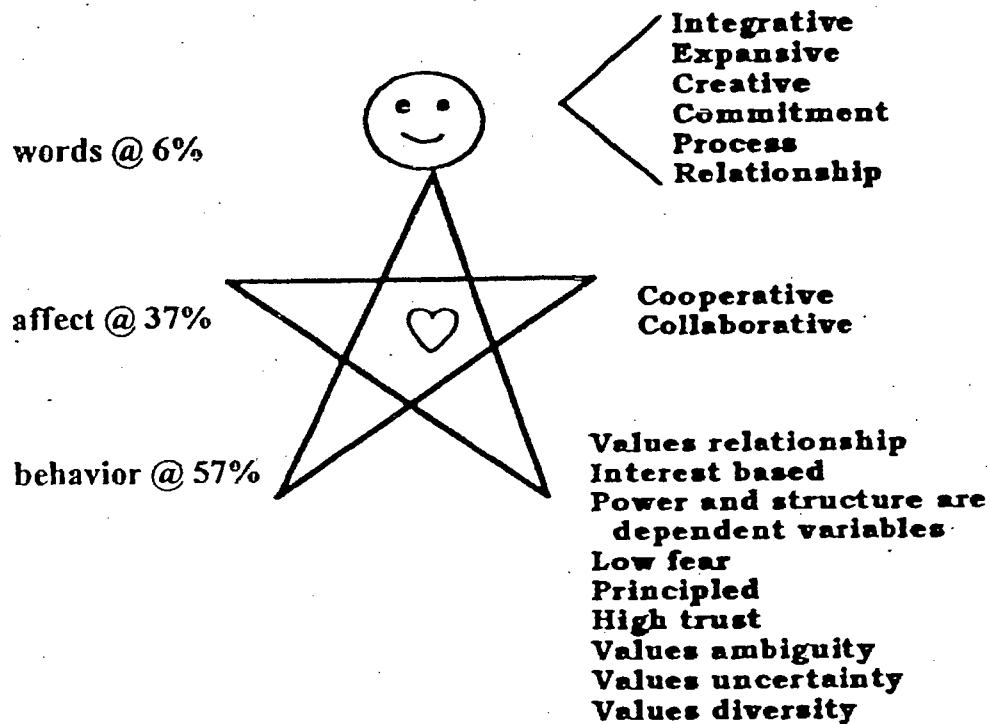 Integrative
Expansive
Creative
Commitment
Process
Relationship
words @ 6%
affect @ 37%
Cooperative
Collaborative
behavior @ 57%
Values relationship
Interest based
Power and structure are
dependent variables
Low fear
Principled
High trust
Values ambiguity
Values uncertainty
Values diversity